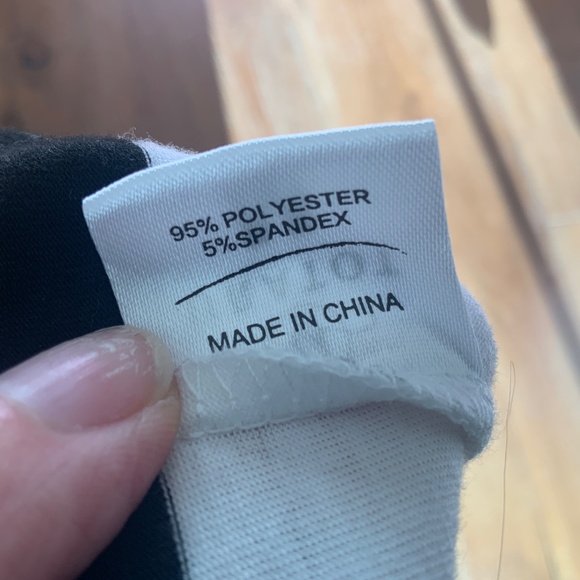 95% POLYESTER
5%SPANDEX
MADE IN CHINA